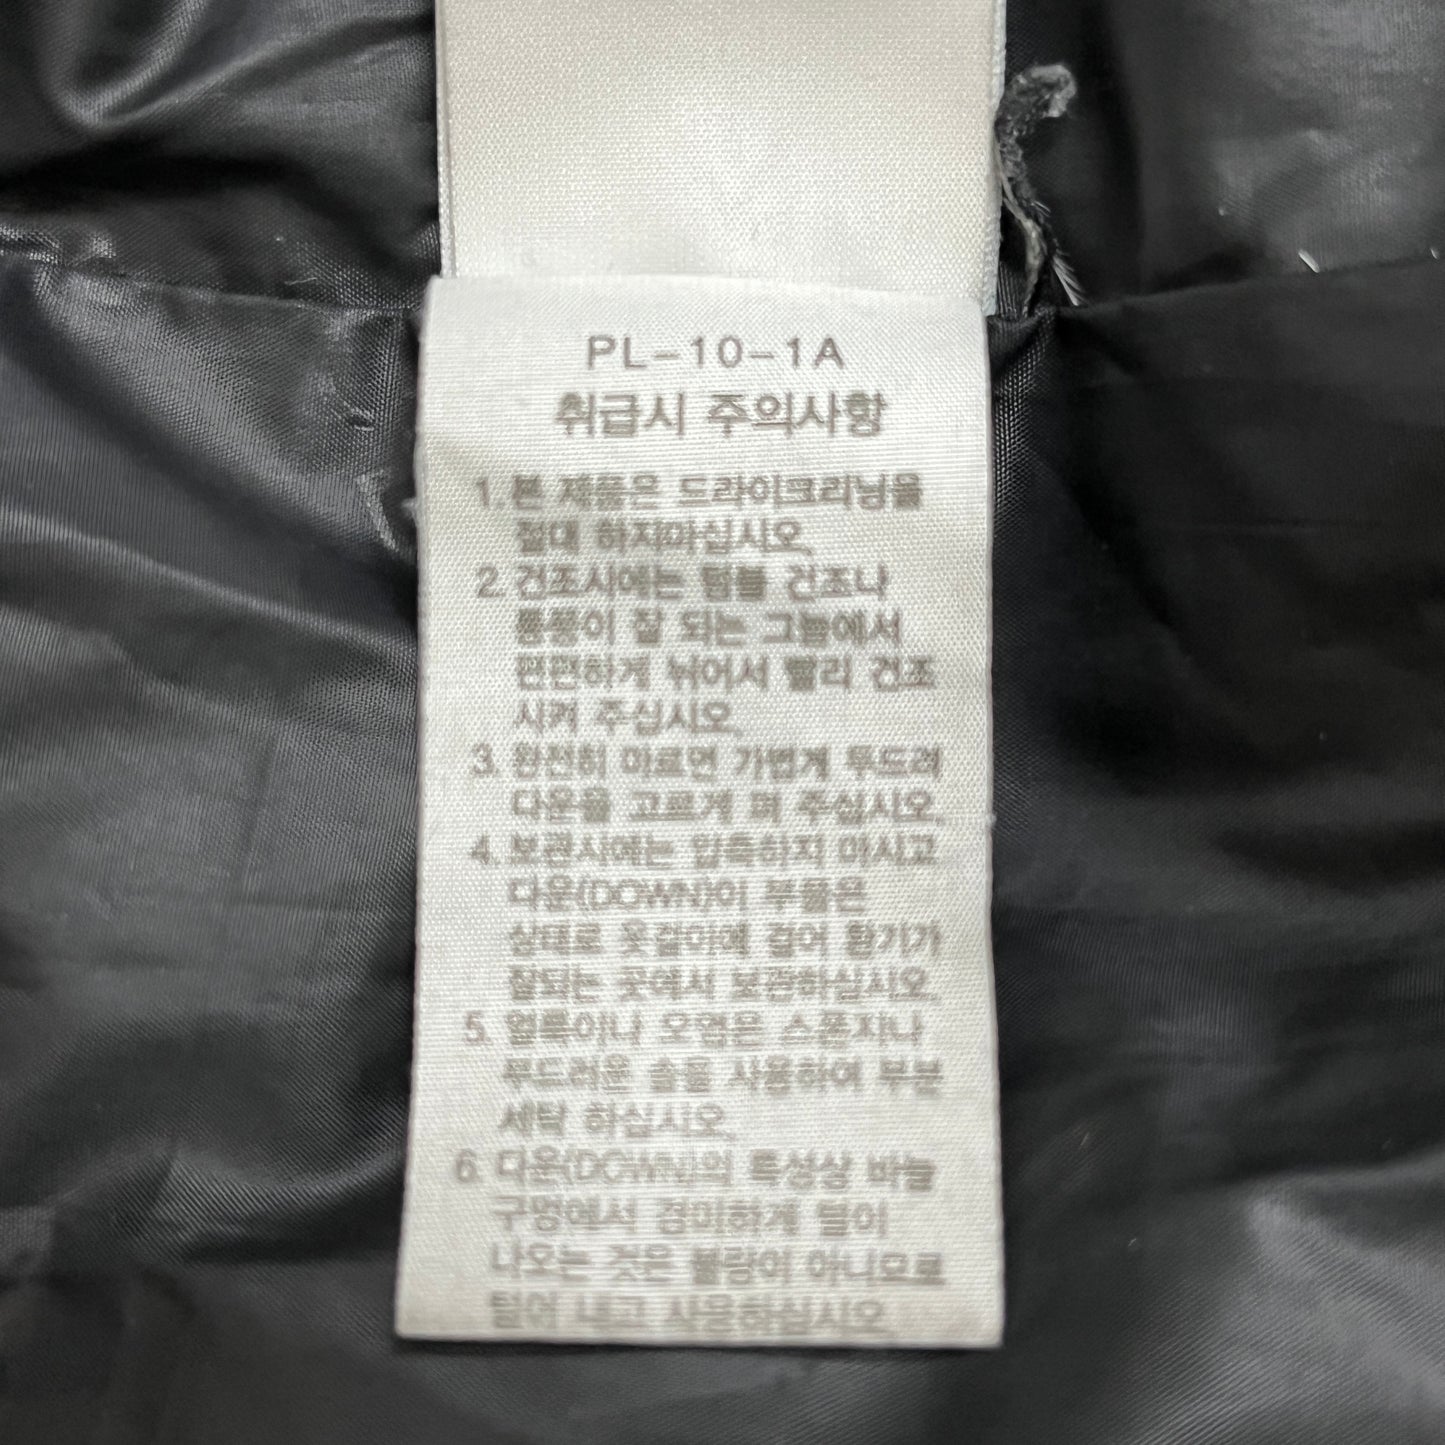 PL-10-1A
취급시 주의사항
1. 본 제품은 드라이크리닝을
절대 하지마십시오.
2. 건조시에는 텀블 건조나
통풍이 잘 되는 그늘에서
편편하게 뉘어서 빨리 건조
시켜 주십시오.
3. 완전히 마르면 가볍게 두드려
다운을 고르게 펴 주십시오.
4. 보관시에는 압축하지 마시고
다운(DOWN)이 부풀은
상태로 옷걸이에 걸어 환기가
잘되는 곳에서 보관하십시오.
5. 얼룩이나 오염은 스폰지나
부드러운 솔를 사용하여 부분
세탁 하십시오.
6. 다운(DOWN)의 특성상 바늘
구멍에서 경미하게 털이
나오는 것은 불량이 아니므로
털어 내고 사용하십시오.